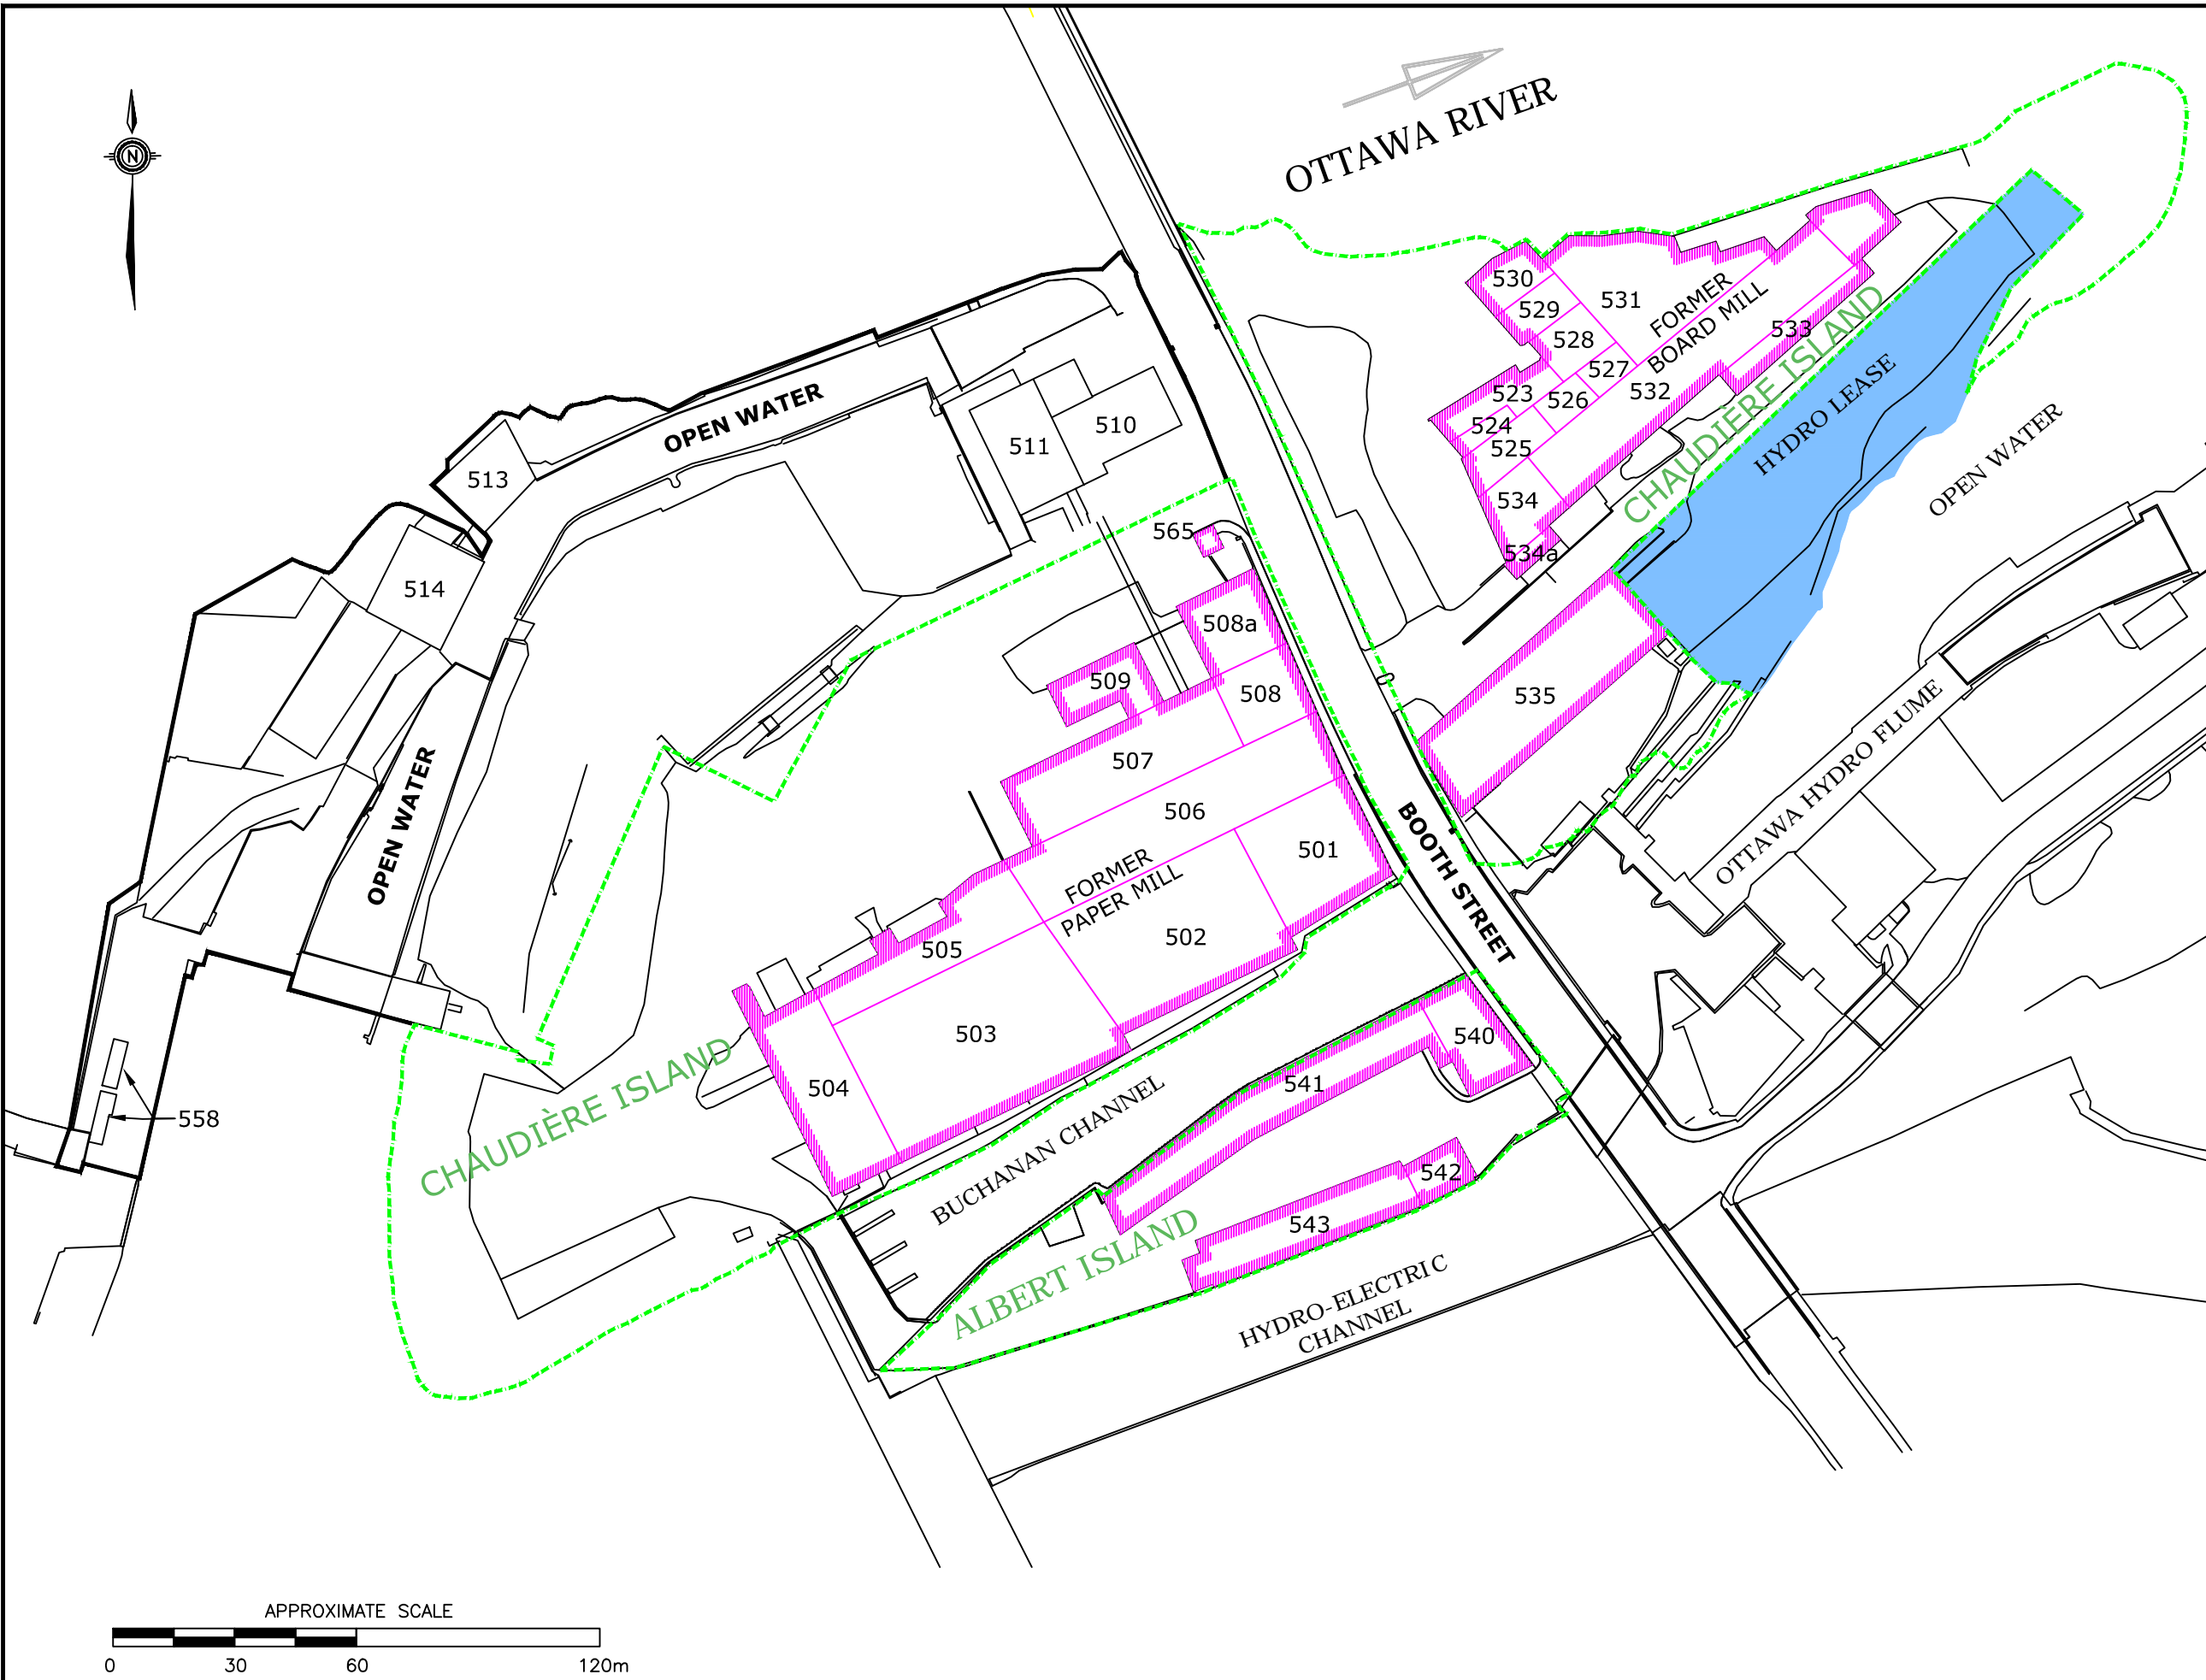 N
OTTAWA RIVER
530
529
528
527
526
531
523
524
525
532
533
534
534a
FORMER
BOARD MILL
CHAUDIÈRE ISLAND
HYDRO LEASE
OPEN WATER
OPEN WATER
513
514
511
510
565
508a
509
508
507
506
501
535
OTTAWA HYDRO FLUME
BOOTH STREET
OPEN WATER
FORMER
PAPER MILL
505
502
503
504
540
541
542
543
558
CHAUDIÈRE ISLAND
BUCHANAN CHANNEL
ALBERT ISLAND
HYDRO-ELECTRIC
CHANNEL
APPROXIMATE SCALE
0 30 60 120m